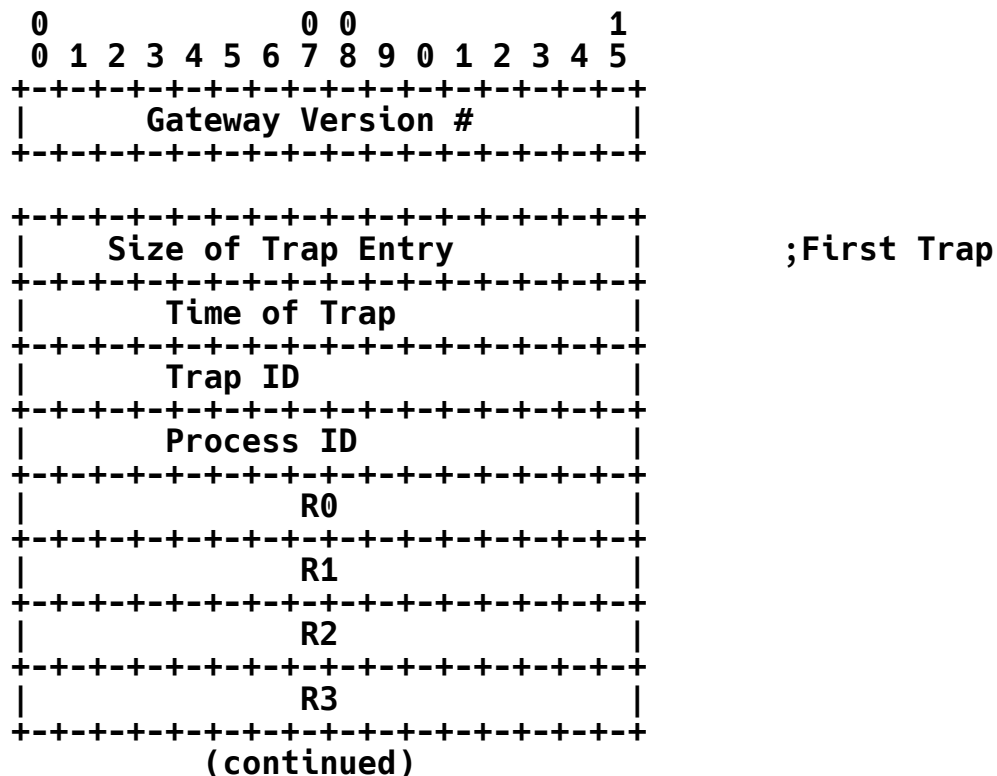 0                           0 0                           1
 0 1 2 3 4 5 6 7 8 9 0 1 2 3 4 5
+-+-+-+-+-+-+-+-+-+-+-+-+-+-+-+-+
|      Gateway Version #        |
+-+-+-+-+-+-+-+-+-+-+-+-+-+-+-+-+

+-+-+-+-+-+-+-+-+-+-+-+-+-+-+-+-+
|    Size of Trap Entry         |       ;First Trap
+-+-+-+-+-+-+-+-+-+-+-+-+-+-+-+-+
|       Time of Trap            |
+-+-+-+-+-+-+-+-+-+-+-+-+-+-+-+-+
|       Trap ID                 |
+-+-+-+-+-+-+-+-+-+-+-+-+-+-+-+-+
|       Process ID              |
+-+-+-+-+-+-+-+-+-+-+-+-+-+-+-+-+
|              R0               |
+-+-+-+-+-+-+-+-+-+-+-+-+-+-+-+-+
|              R1               |
+-+-+-+-+-+-+-+-+-+-+-+-+-+-+-+-+
|              R2               |
+-+-+-+-+-+-+-+-+-+-+-+-+-+-+-+-+
|              R3               |
+-+-+-+-+-+-+-+-+-+-+-+-+-+-+-+-+
          (continued)